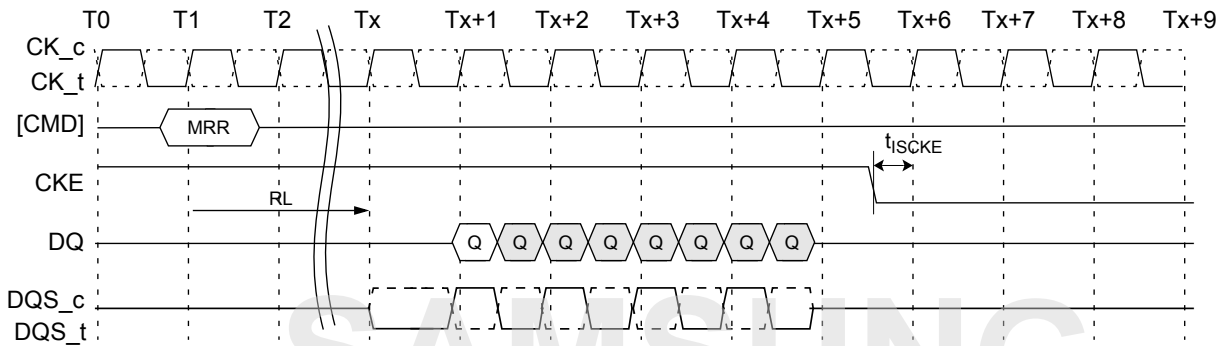 T0 T1 T2 Tx Tx+1 Tx+2 Tx+3 Tx+4 Tx+5 Tx+6 Tx+7 Tx+8 Tx+9
CK_c
CK_t
[CMD] MRR
tISCKE
CKE
RL
DQ Q Q Q Q Q Q Q Q
DQS_c
DQS_t
SAMSUNG